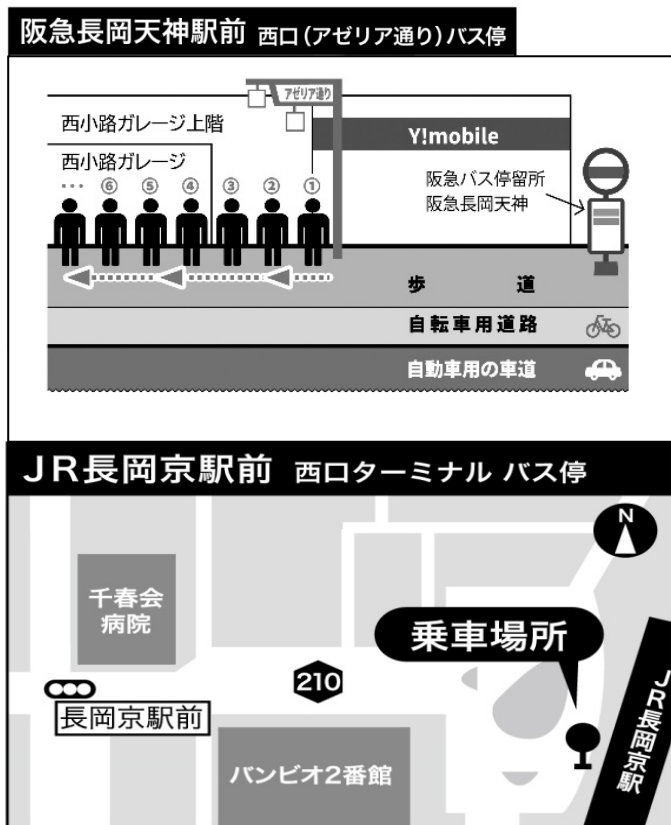 阪急長岡天神駅前 西口(アゼリア通り)バス停
アゼリア通り
西小路ガレージ上階
西小路ガレージ
Y!mobile
阪急バス停留所
阪急長岡天神
… ⑥ ⑤ ④ ③ ② ①
歩 道
自転車用道路
自動車用の車道
JR長岡京駅前 西口ターミナル バス停
N
千春会
病院
乗車場所
210
長岡京駅前
JR長岡京駅
バンビオ2番館